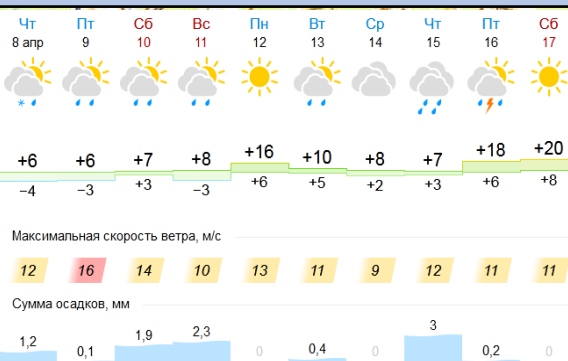 Чт Пт Сб Вс Пн Вт Ср Чт Пт Сб
8 апр 9 10 11 12 13 14 15 16 17
+6 +6 +7 +8 +16 +10 +8 +7 +18 +20
−4 −3 +3 −3 +6 +5 +2 +3 +6 +8
Максимальная скорость ветра, м/с
12 16 14 10 13 11 9 12 11 11
Сумма осадков, мм
1,2 0,1 1,9 2,3 0 0,4 0 3 0,2 0